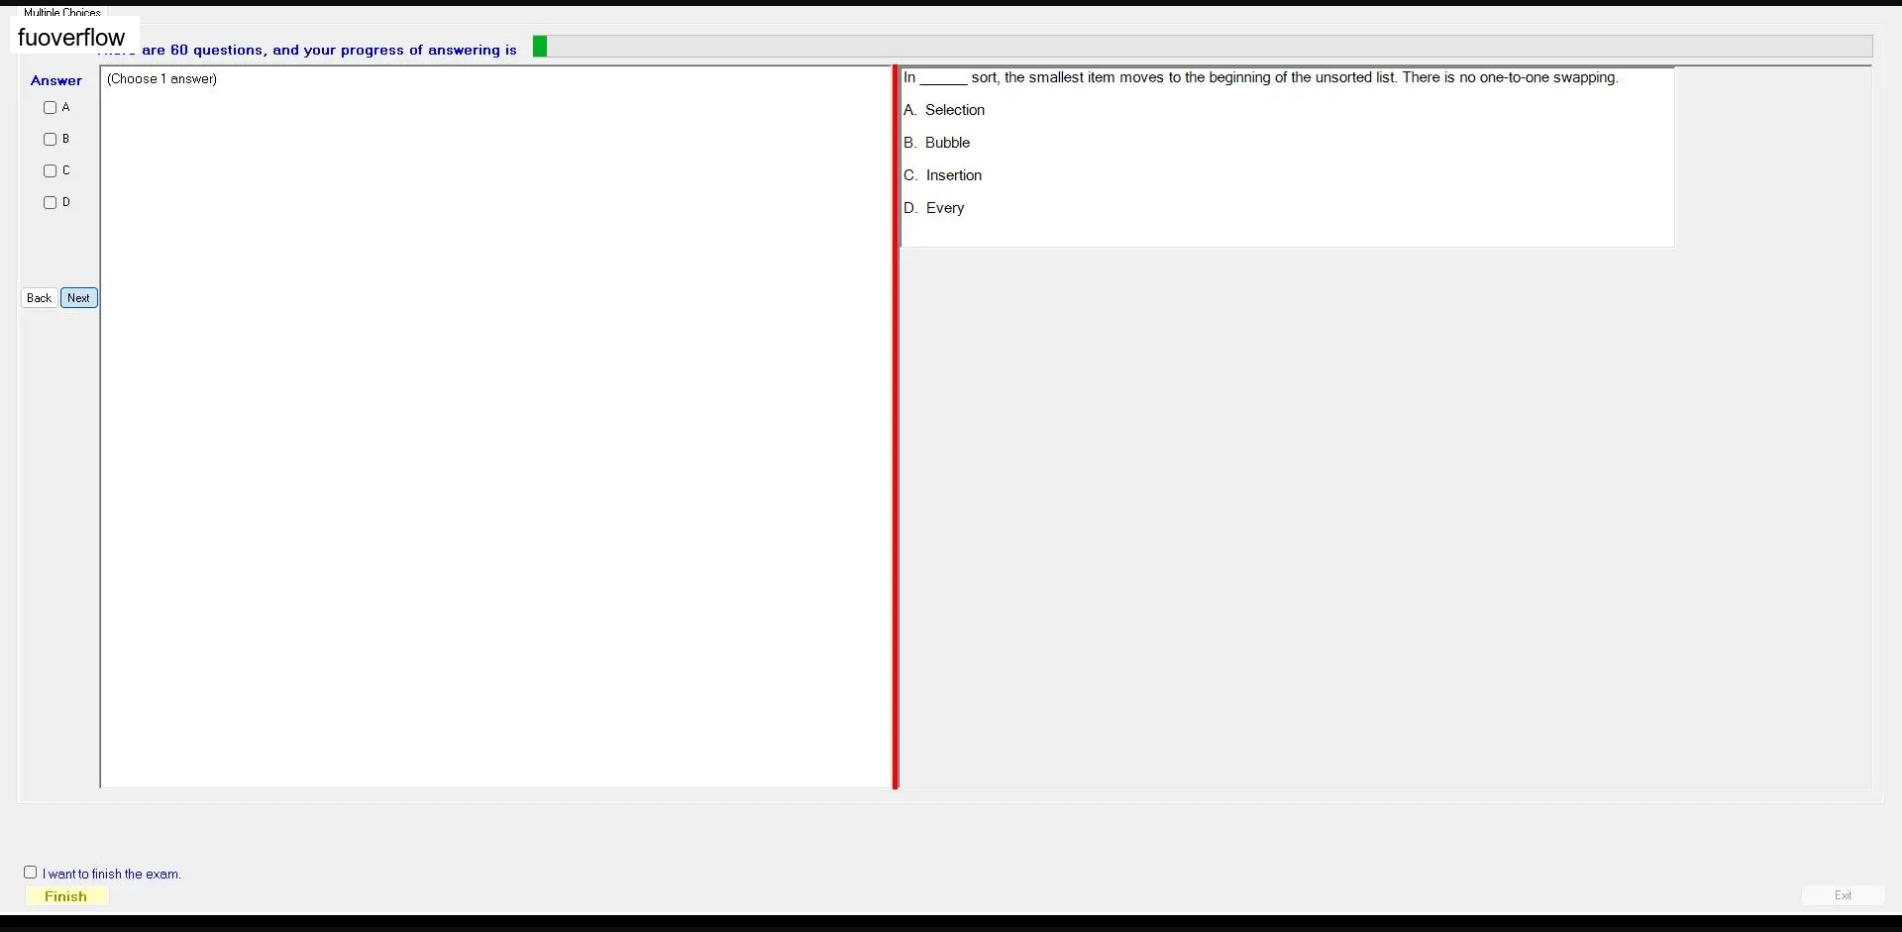 Multiple Choices
fuoverflow
are 60 questions, and your progress of answering is
Answer
A
B
C
D
Back Next
(Choose 1 answer)
In ______ sort, the smallest item moves to the beginning of the unsorted list. There is no one-to-one swapping.
A. Selection
B. Bubble
C. Insertion
D. Every
I want to finish the exam.
Finish
Exit